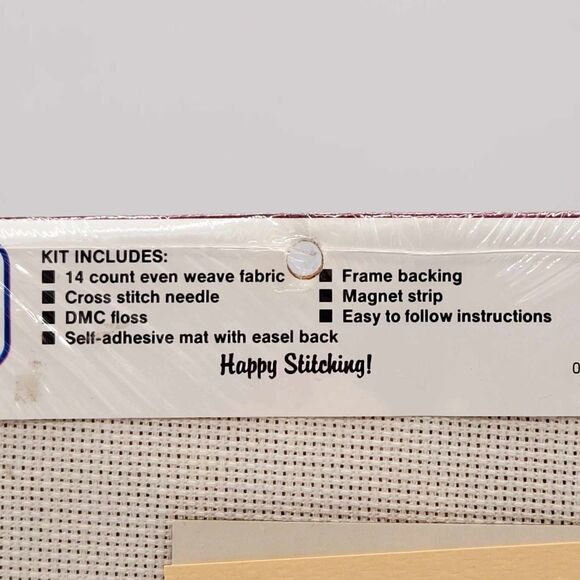 KIT INCLUDES:
■ 14 count even weave fabric
■ Cross stitch needle
■ DMC floss
■ Self-adhesive mat with easel back
■ Frame backing
■ Magnet strip
■ Easy to follow instructions
Happy Stitching!
0